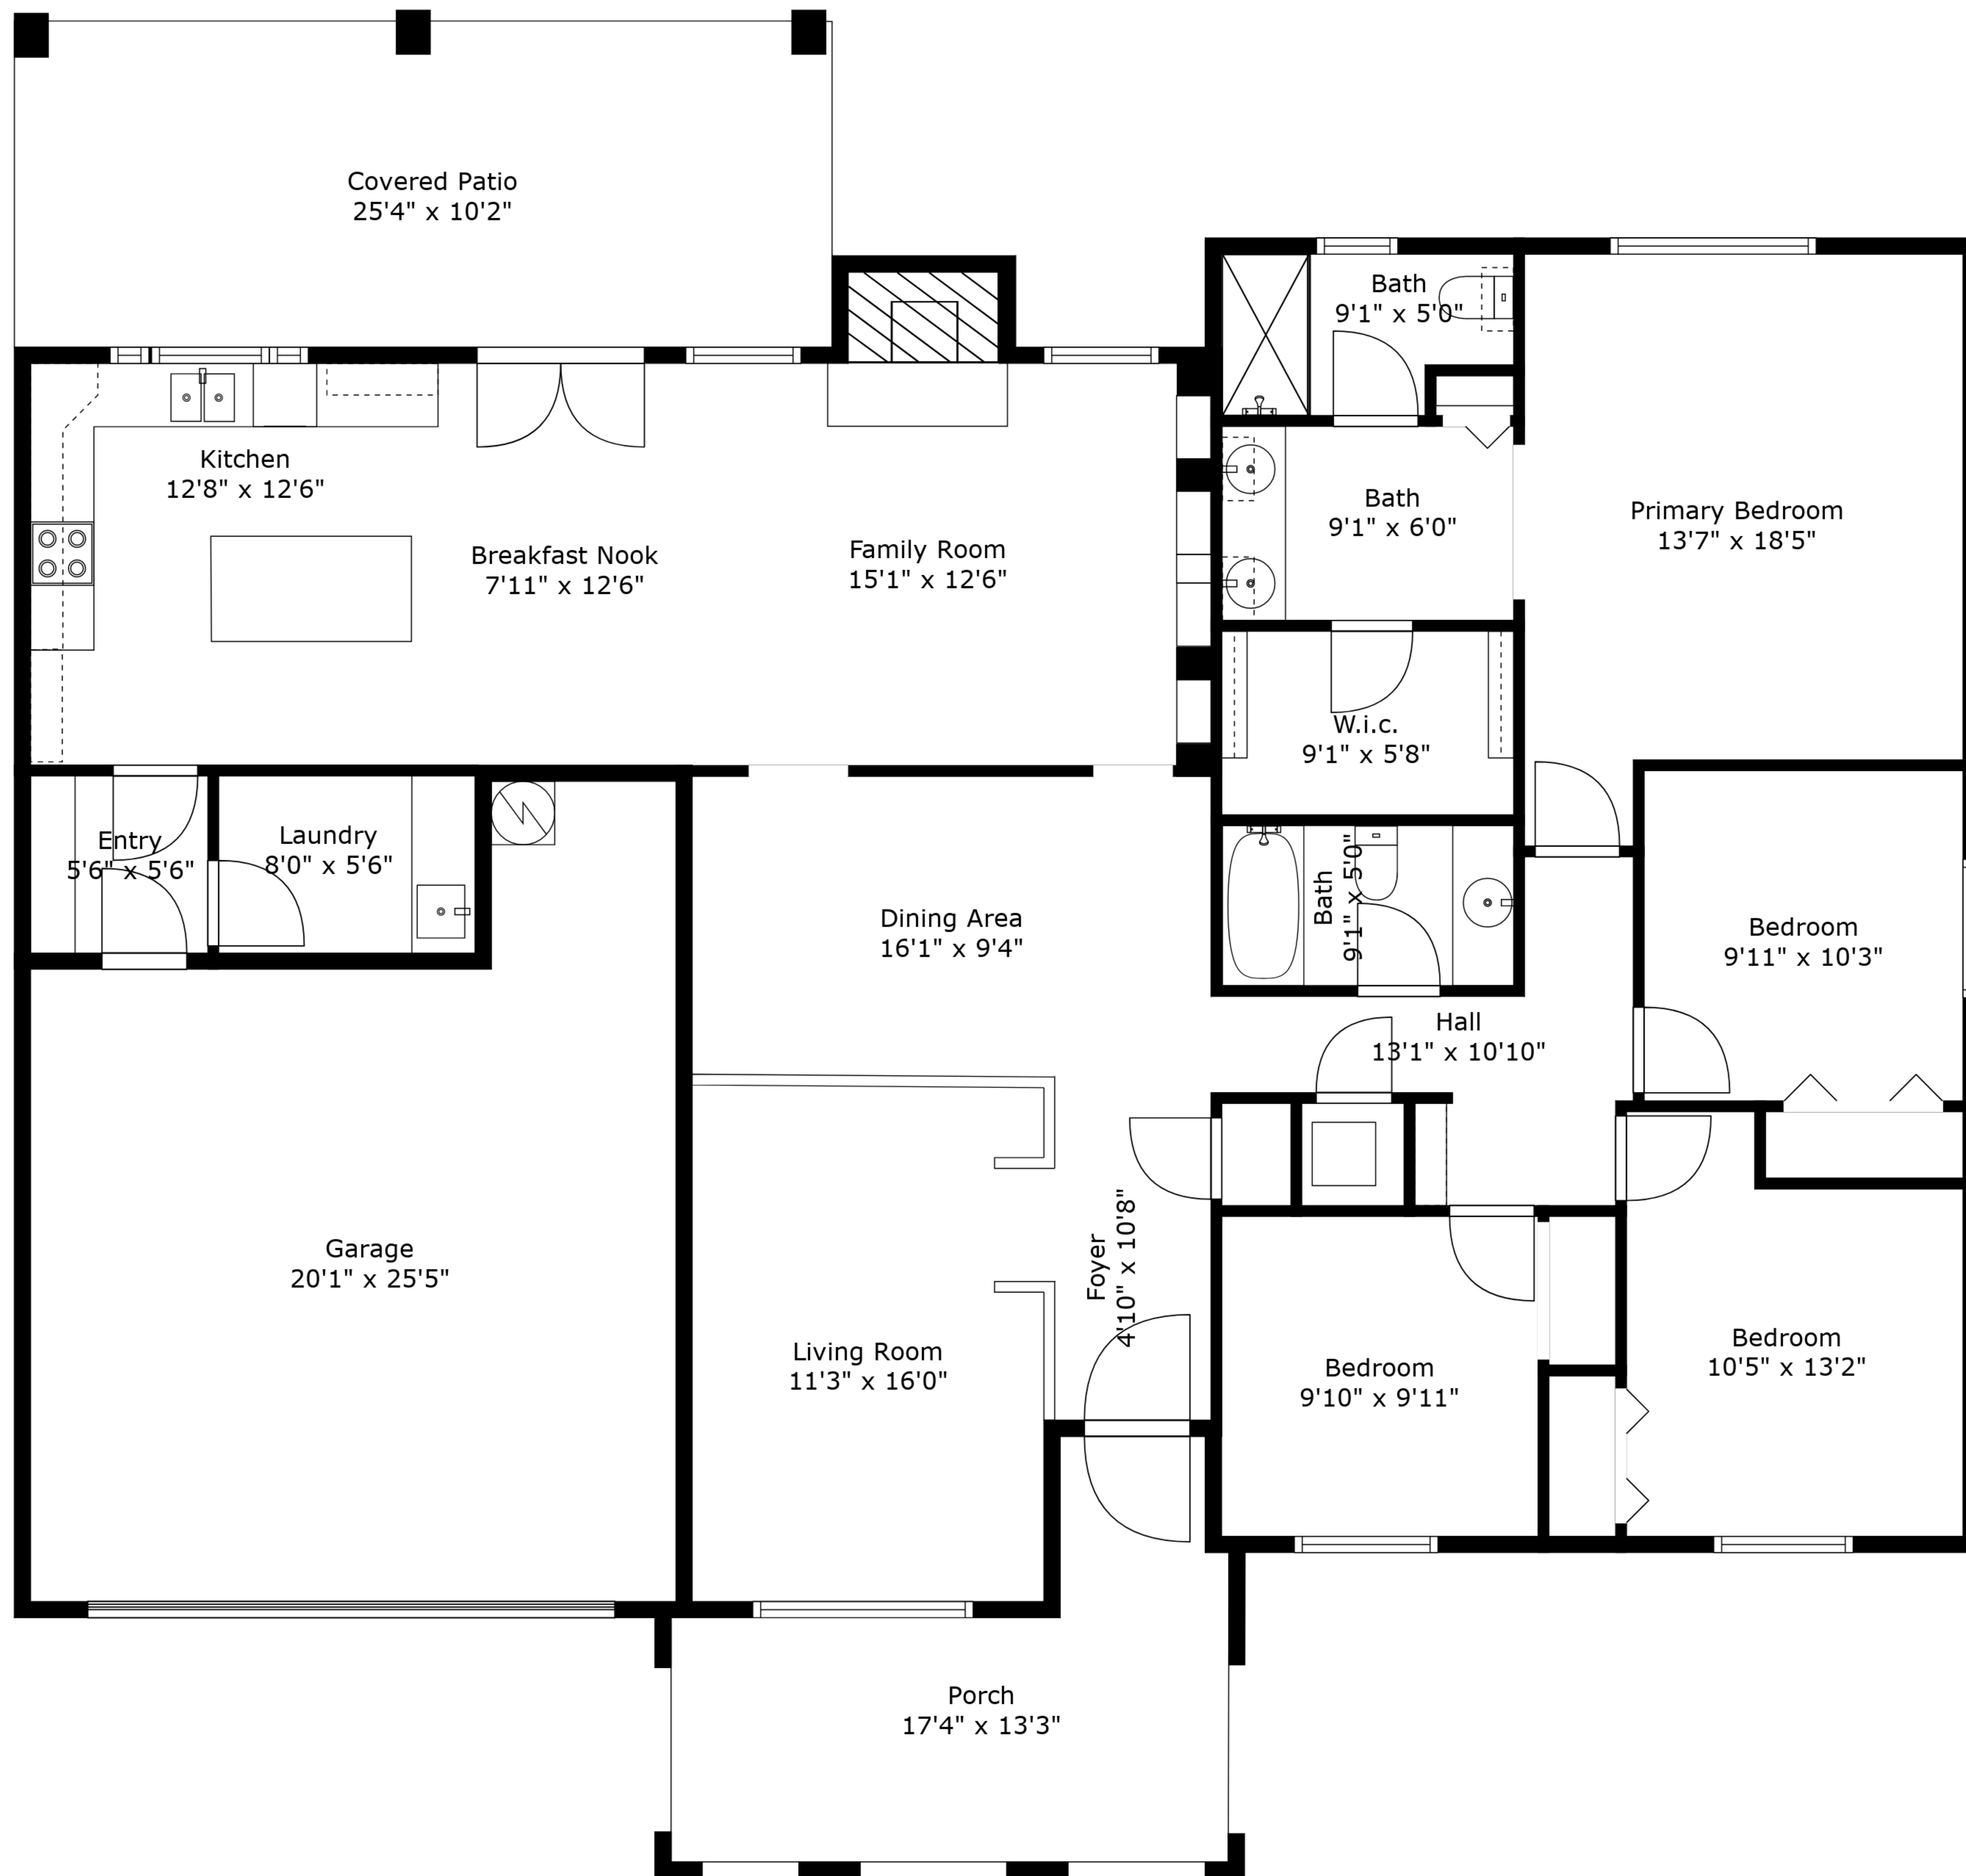 Covered Patio
25'4" x 10'2"
Bath
9'1" x 5'0"
Kitchen
12'8" x 12'6"
Breakfast Nook
7'11" x 12'6"
Family Room
15'1" x 12'6"
Bath
9'1" x 6'0"
Primary Bedroom
13'7" x 18'5"
W.i.c.
9'1" x 5'8"
Entry
5'6" x 5'6"
Laundry
8'0" x 5'6"
Dining Area
16'1" x 9'4"
Bath
9'1" x 5'0"
Bedroom
9'11" x 10'3"
Hall
13'1" x 10'10"
Garage
20'1" x 25'5"
Foyer
4'10" x 10'8"
Living Room
11'3" x 16'0"
Bedroom
9'10" x 9'11"
Bedroom
10'5" x 13'2"
Porch
17'4" x 13'3"